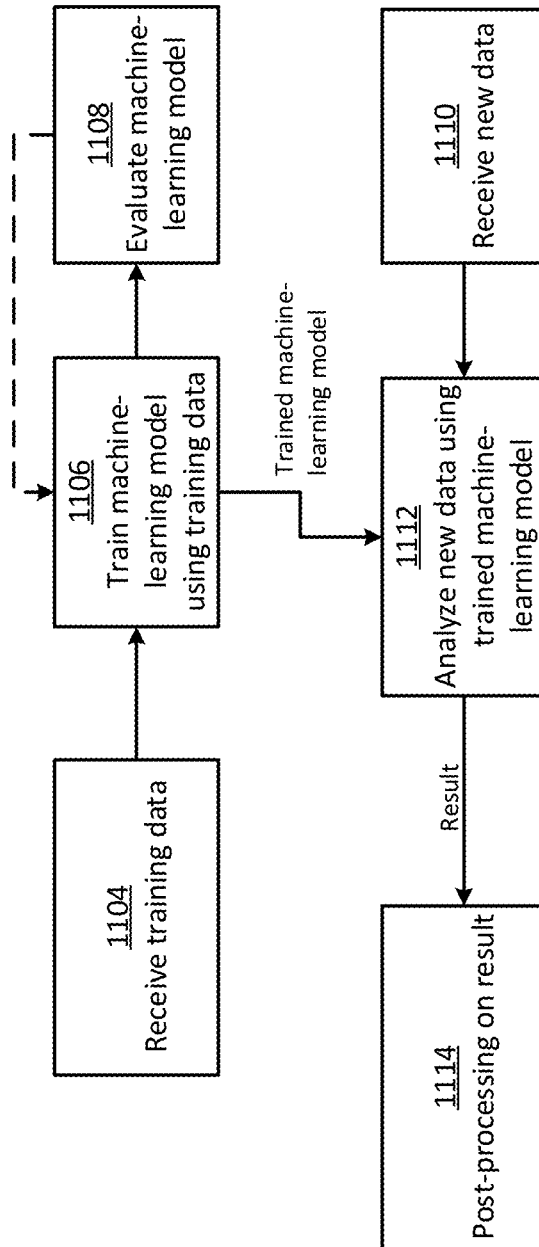 1104
Receive training data
1106
Train machine-
learning model
using training data
1108
Evaluate machine-
learning model
Trained machine-
learning model
1110
Receive new data
1112
Analyze new data using
trained machine-
learning model
Result
1114
Post-processing on result